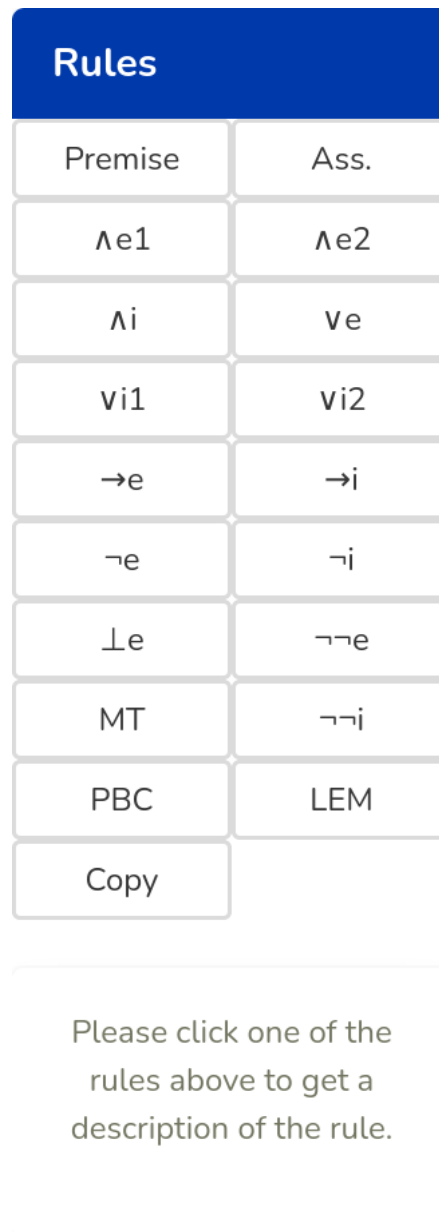 Rules
Premise Ass.
∧e1 ∧e2
∧i ∨e
∨i1 ∨i2
→e →i
¬e ¬i
⊥e ¬¬e
MT ¬¬i
PBC LEM
Copy
Please click one of the
rules above to get a
description of the rule.